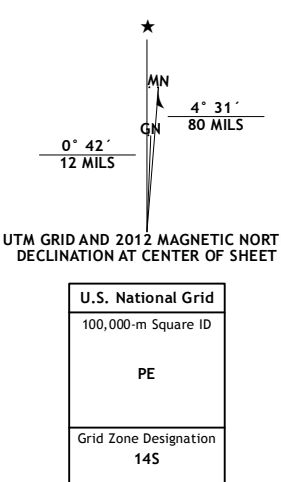 ★
MN
4° 31´
80 MILS
GN
0° 42´
12 MILS
UTM GRID AND 2012 MAGNETIC NORT
DECLINATION AT CENTER OF SHEET
U.S. National Grid
100,000-m Square ID
PE
Grid Zone Designation
14S